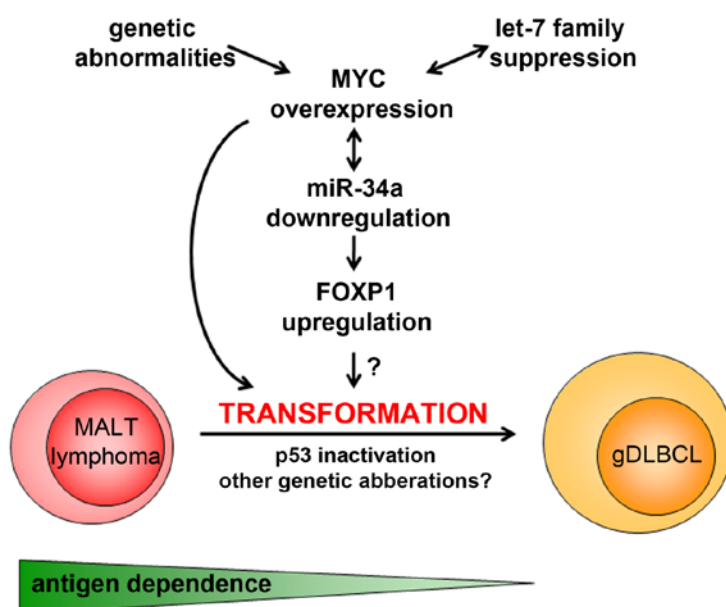 genetic
abnormalities
let-7 family
suppression
MYC
overexpression
miR-34a
downregulation
FOXP1
upregulation
?
TRANSFORMATION
MALT
lymphoma
p53 inactivation
other genetic abberations?
gDLBCL
antigen dependence